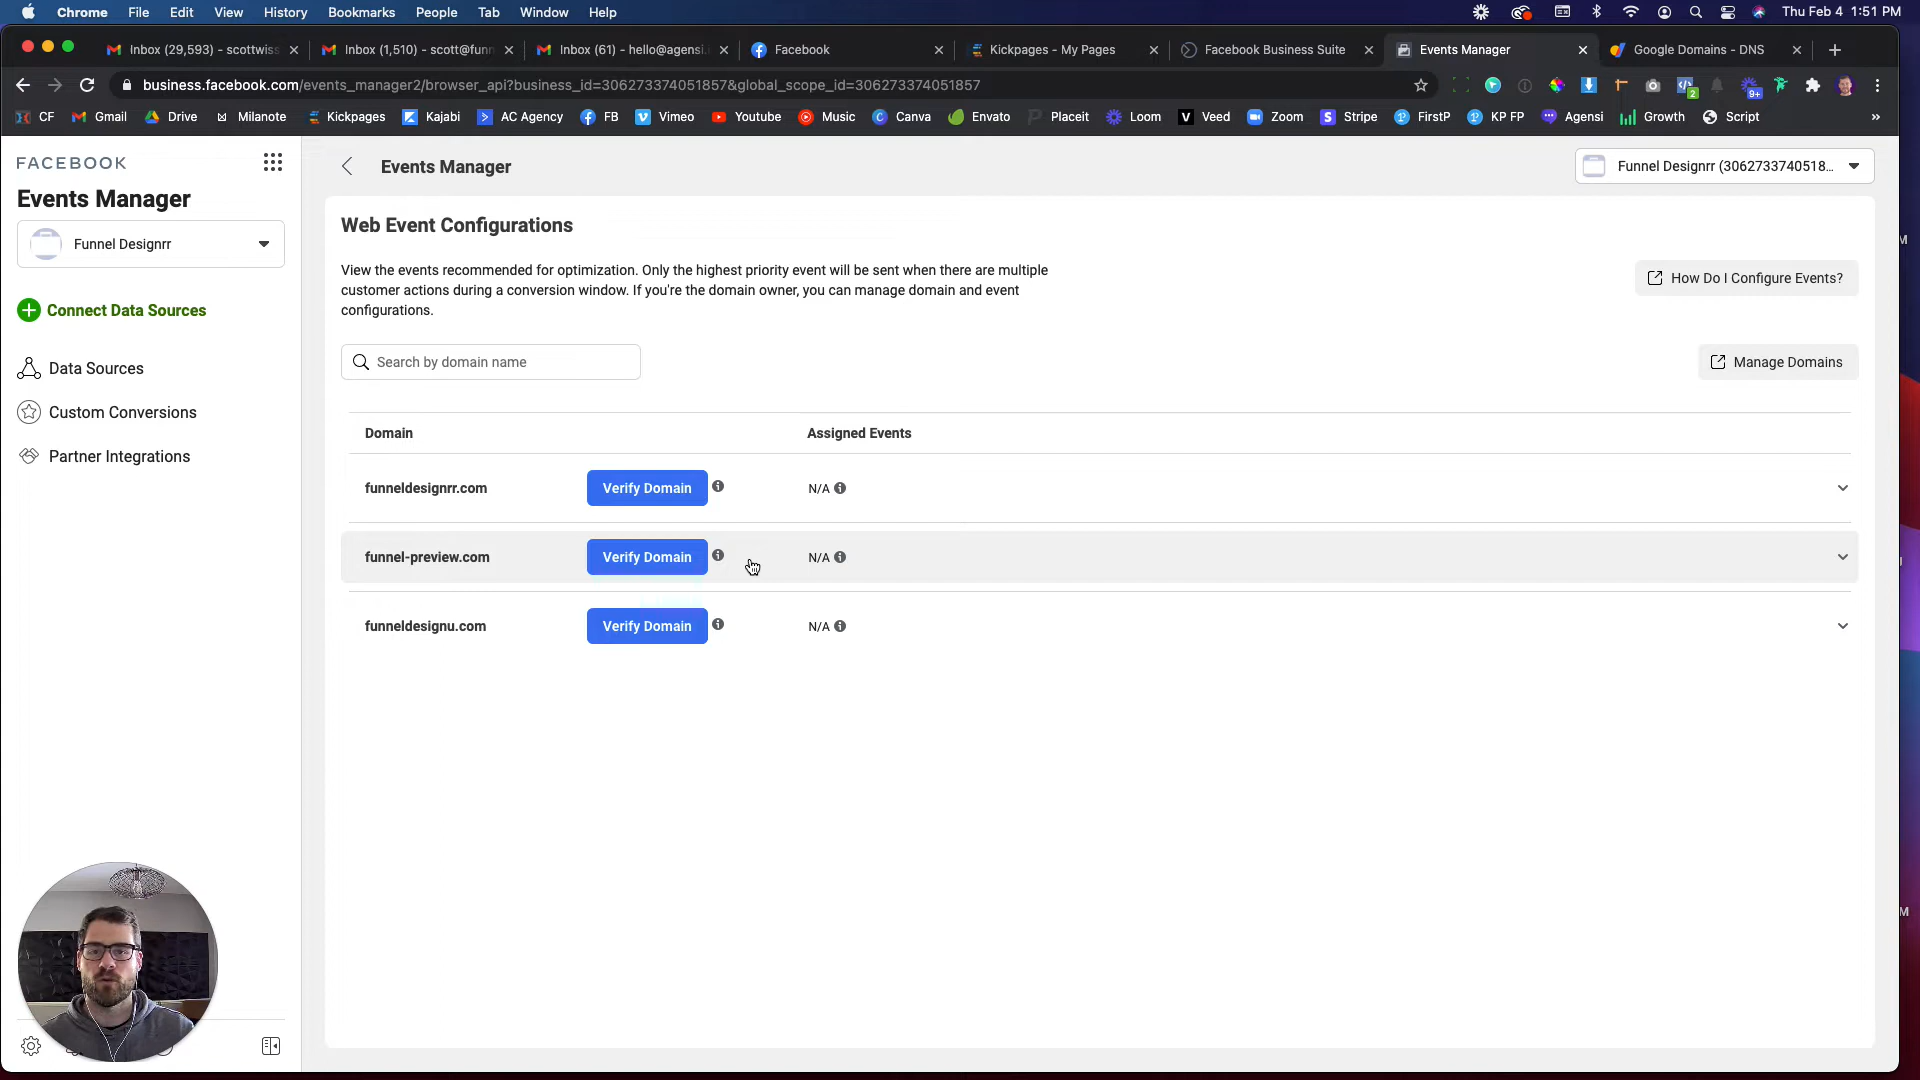 Chrome File Edit View History Bookmarks People Tab Window Help Thu Feb 4 1:51 PM
Inbox (29,593) - scottwiss Inbox (1,510) - scott@funn Inbox (61) - hello@agensi. Facebook Kickpages - My Pages Facebook Business Suite Events Manager Google Domains - DNS
business.facebook.com/events_manager2/browser_api?business_id=306273374051857&global_scope_id=306273374051857
CF Gmail Drive Milanote Kickpages Kajabi AC Agency FB Vimeo Youtube Music Canva Envato Placeit Loom Veed Zoom Stripe FirstP KP FP Agensi Growth Script
FACEBOOK
Events Manager
Funnel Designrr
Connect Data Sources
Data Sources
Custom Conversions
Partner Integrations
Events Manager
Funnel Designrr (3062733740518...
Web Event Configurations
View the events recommended for optimization. Only the highest priority event will be sent when there are multiple
customer actions during a conversion window. If you're the domain owner, you can manage domain and event
configurations.
How Do I Configure Events?
Search by domain name
Manage Domains
Domain Assigned Events
funneldesignrr.com Verify Domain N/A
funnel-preview.com Verify Domain N/A
funneldesignu.com Verify Domain N/A